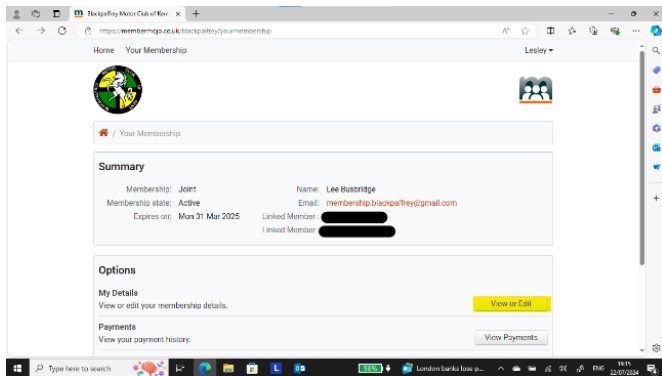 Blackpalfrey Motor Club of Kent
https://membermojo.co.uk/blackpalfrey/yourmembership
Home Your Membership Lesley
/ Your Membership
Summary
Membership: Joint Name: Lee Busbridge
Membership state: Active Email: membership.blackpalfrey@gmail.com
Expires on: Mon 31 Mar 2025 Linked Member:
Linked Member:
Options
My Details
View or edit your membership details. View or Edit
Payments
View your payment history. View Payments
Type here to search 98% London banks lose p... ENG 19:15
22/07/2024